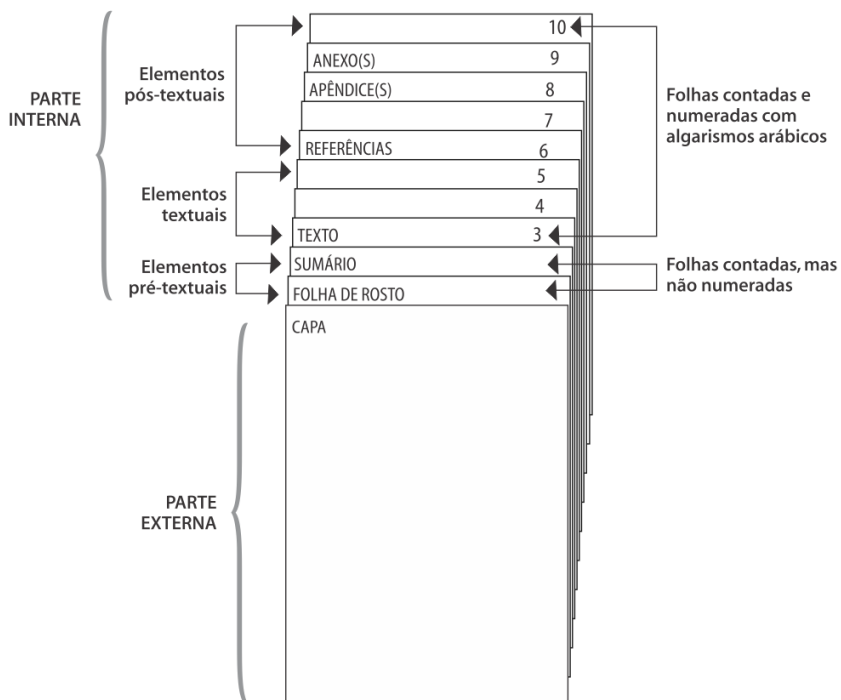 10
ANEXO(S) 9
APÊNDICE(S) 8
7
REFERÊNCIAS 6
5
4
TEXTO 3
SUMÁRIO
FOLHA DE ROSTO
CAPA
PARTE
INTERNA
Elementos
pós-textuais
Elementos
textuais
Elementos
pré-textuais
PARTE
EXTERNA
Folhas contadas e
numeradas com
algarismos arábicos
Folhas contadas, mas
não numeradas